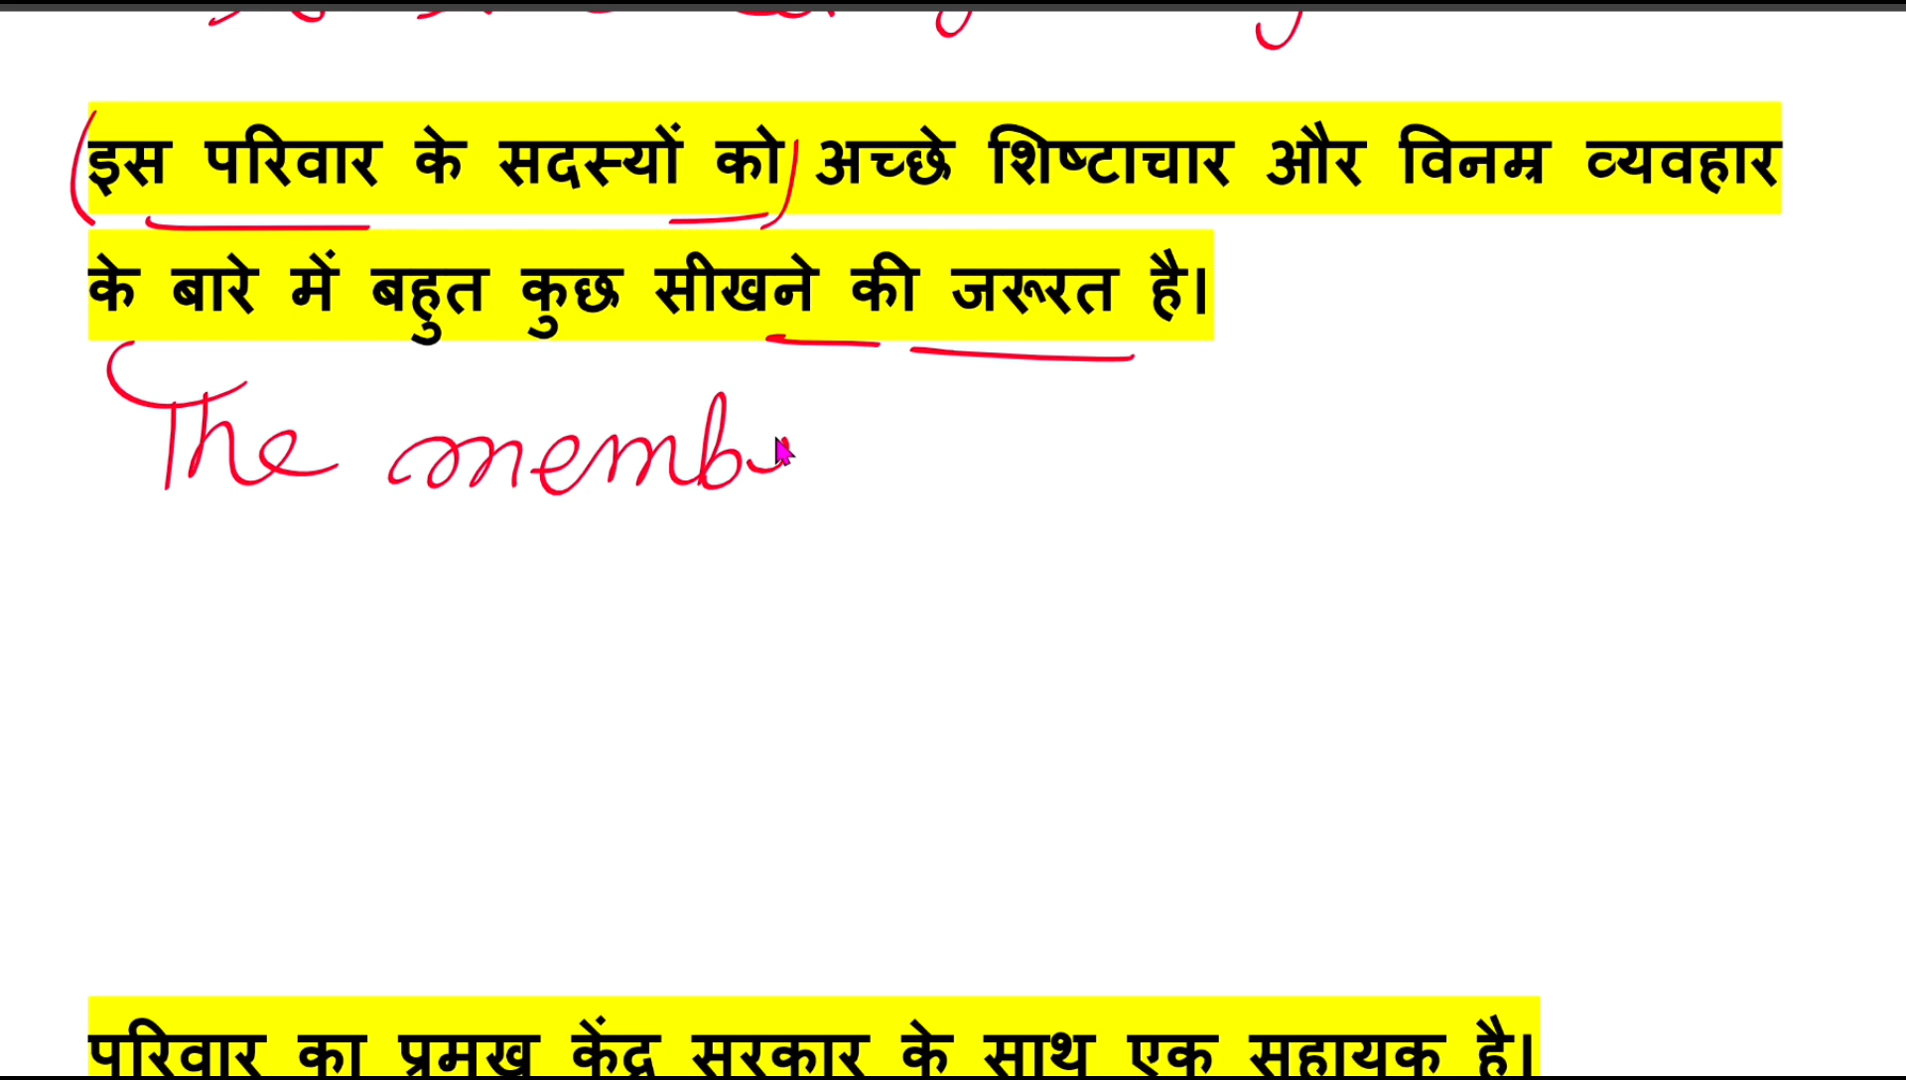 इस परिवार के सदस्यों को अच्छे शिष्टाचार और विनम्र व्यवहार
के बारे में बहुत कुछ सीखने की जरूरत है।
The memb
परिवार का प्रमुख केंद्र सरकार के साथ एक सहायक है।